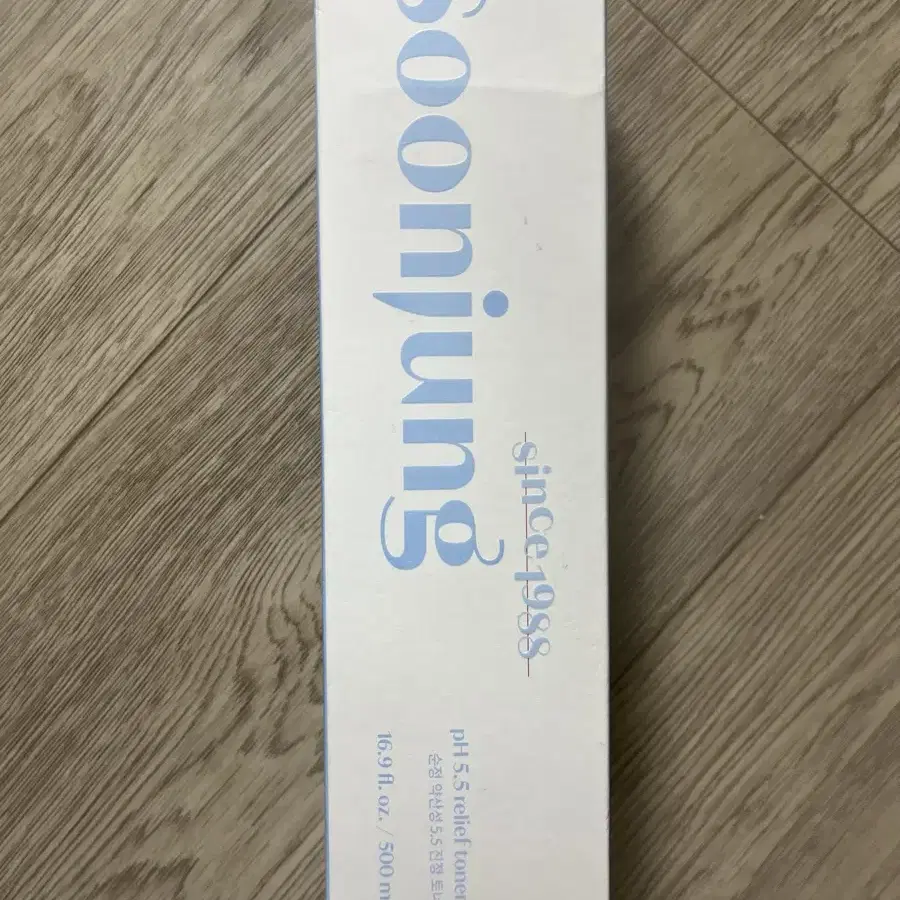 soonjung
since 1988
pH 5.5 relief toner
순정 약산성 5.5 진정 토너
16.9 fl. oz. / 500 m